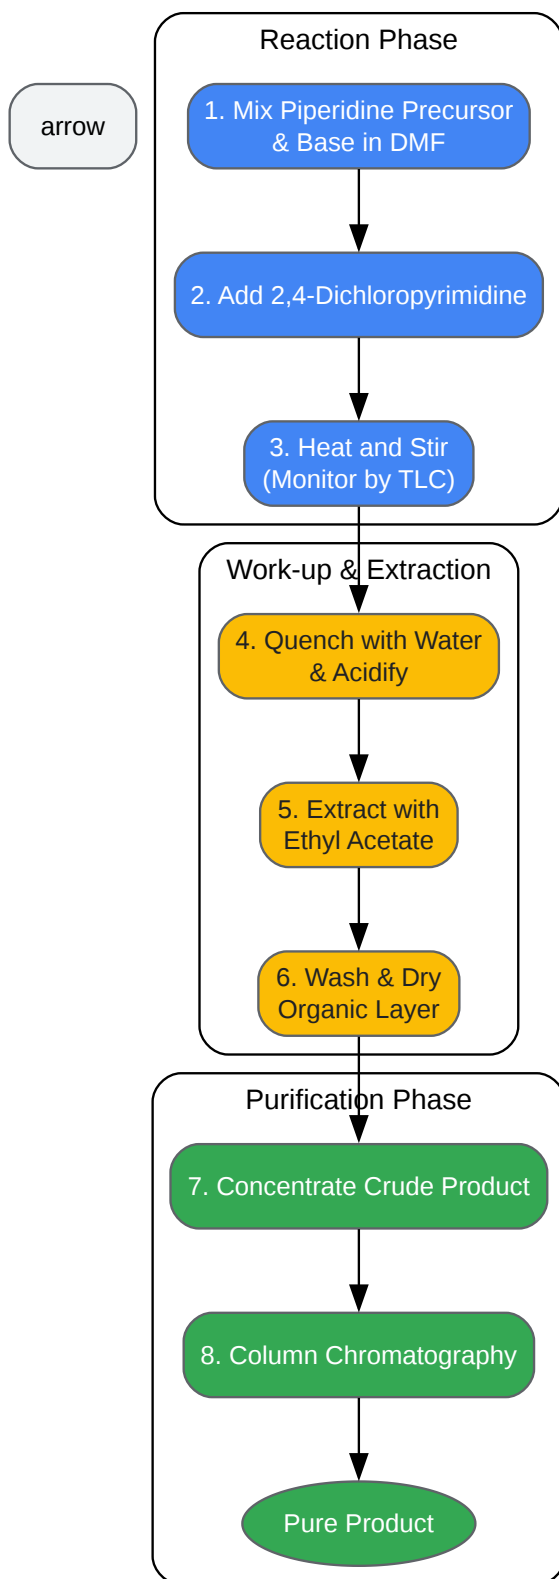 Reaction Phase
arrow
1. Mix Piperidine Precursor
& Base in DMF
2. Add 2,4-Dichloropyrimidine
3. Heat and Stir
(Monitor by TLC)
Work-up & Extraction
4. Quench with Water
& Acidify
5. Extract with
Ethyl Acetate
6. Wash & Dry
Organic Layer
Purification Phase
7. Concentrate Crude Product
8. Column Chromatography
Pure Product